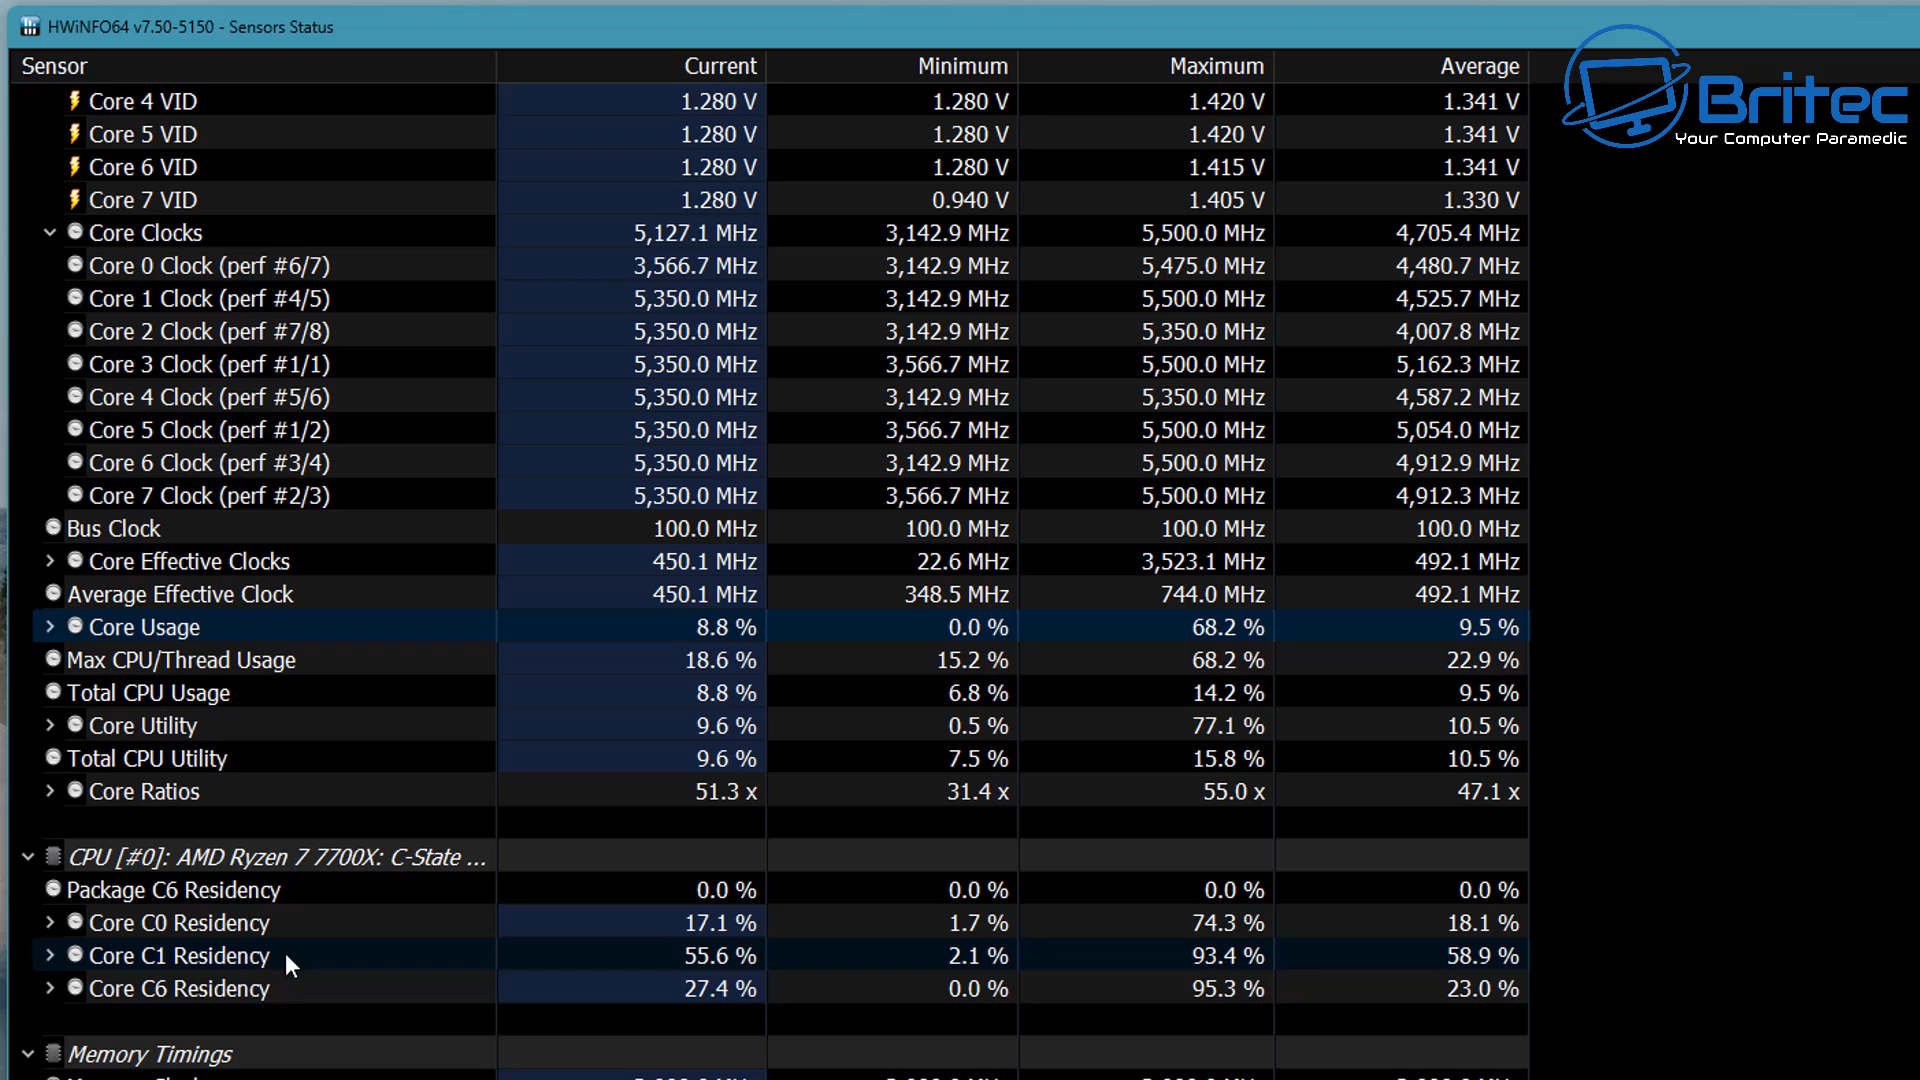 HWiNFO64 v7.50-5150 - Sensors Status
Sensor Current Minimum Maximum Average
Core 4 VID 1.280 V 1.280 V 1.420 V 1.341 V
Core 5 VID 1.280 V 1.280 V 1.420 V 1.341 V
Core 6 VID 1.280 V 1.280 V 1.415 V 1.341 V
Core 7 VID 1.280 V 0.940 V 1.405 V 1.330 V
Core Clocks 5,127.1 MHz 3,142.9 MHz 5,500.0 MHz 4,705.4 MHz
Core 0 Clock (perf #6/7) 3,566.7 MHz 3,142.9 MHz 5,475.0 MHz 4,480.7 MHz
Core 1 Clock (perf #4/5) 5,350.0 MHz 3,142.9 MHz 5,500.0 MHz 4,525.7 MHz
Core 2 Clock (perf #7/8) 5,350.0 MHz 3,142.9 MHz 5,350.0 MHz 4,007.8 MHz
Core 3 Clock (perf #1/1) 5,350.0 MHz 3,566.7 MHz 5,500.0 MHz 5,162.3 MHz
Core 4 Clock (perf #5/6) 5,350.0 MHz 3,142.9 MHz 5,350.0 MHz 4,587.2 MHz
Core 5 Clock (perf #1/2) 5,350.0 MHz 3,566.7 MHz 5,500.0 MHz 5,054.0 MHz
Core 6 Clock (perf #3/4) 5,350.0 MHz 3,142.9 MHz 5,500.0 MHz 4,912.9 MHz
Core 7 Clock (perf #2/3) 5,350.0 MHz 3,566.7 MHz 5,500.0 MHz 4,912.3 MHz
Bus Clock 100.0 MHz 100.0 MHz 100.0 MHz 100.0 MHz
Core Effective Clocks 450.1 MHz 22.6 MHz 3,523.1 MHz 492.1 MHz
Average Effective Clock 450.1 MHz 348.5 MHz 744.0 MHz 492.1 MHz
Core Usage 8.8 % 0.0 % 68.2 % 9.5 %
Max CPU/Thread Usage 18.6 % 15.2 % 68.2 % 22.9 %
Total CPU Usage 8.8 % 6.8 % 14.2 % 9.5 %
Core Utility 9.6 % 0.5 % 77.1 % 10.5 %
Total CPU Utility 9.6 % 7.5 % 15.8 % 10.5 %
Core Ratios 51.3 x 31.4 x 55.0 x 47.1 x
CPU [#0]: AMD Ryzen 7 7700X: C-State ...
Package C6 Residency 0.0 % 0.0 % 0.0 % 0.0 %
Core C0 Residency 17.1 % 1.7 % 74.3 % 18.1 %
Core C1 Residency 55.6 % 2.1 % 93.4 % 58.9 %
Core C6 Residency 27.4 % 0.0 % 95.3 % 23.0 %
Memory Timings
Britec
Your Computer Paramedic